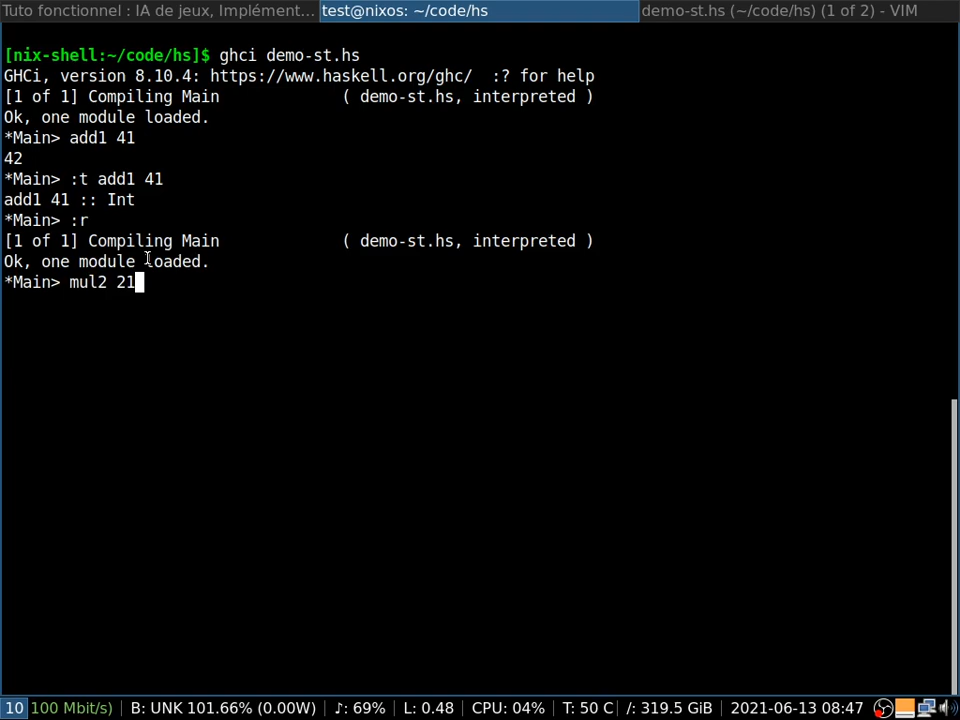 Tuto fonctionnel : IA de jeux, Implément...
test@nixos: ~/code/hs
demo-st.hs (~/code/hs) (1 of 2) - VIM
[nix-shell:~/code/hs]$ ghci demo-st.hs
GHCi, version 8.10.4: https://www.haskell.org/ghc/  :? for help
[1 of 1] Compiling Main             ( demo-st.hs, interpreted )
Ok, one module loaded.
*Main> add1 41
42
*Main> :t add1 41
add1 41 :: Int
*Main> :r
[1 of 1] Compiling Main             ( demo-st.hs, interpreted )
Ok, one module loaded.
*Main> mul2 21
10 100 Mbit/s) | B: UNK 101.66% (0.00W) | ♪: 69% | L: 0.48 | CPU: 04% | T: 50 C | /: 319.5 GiB | 2021-06-13 08:47